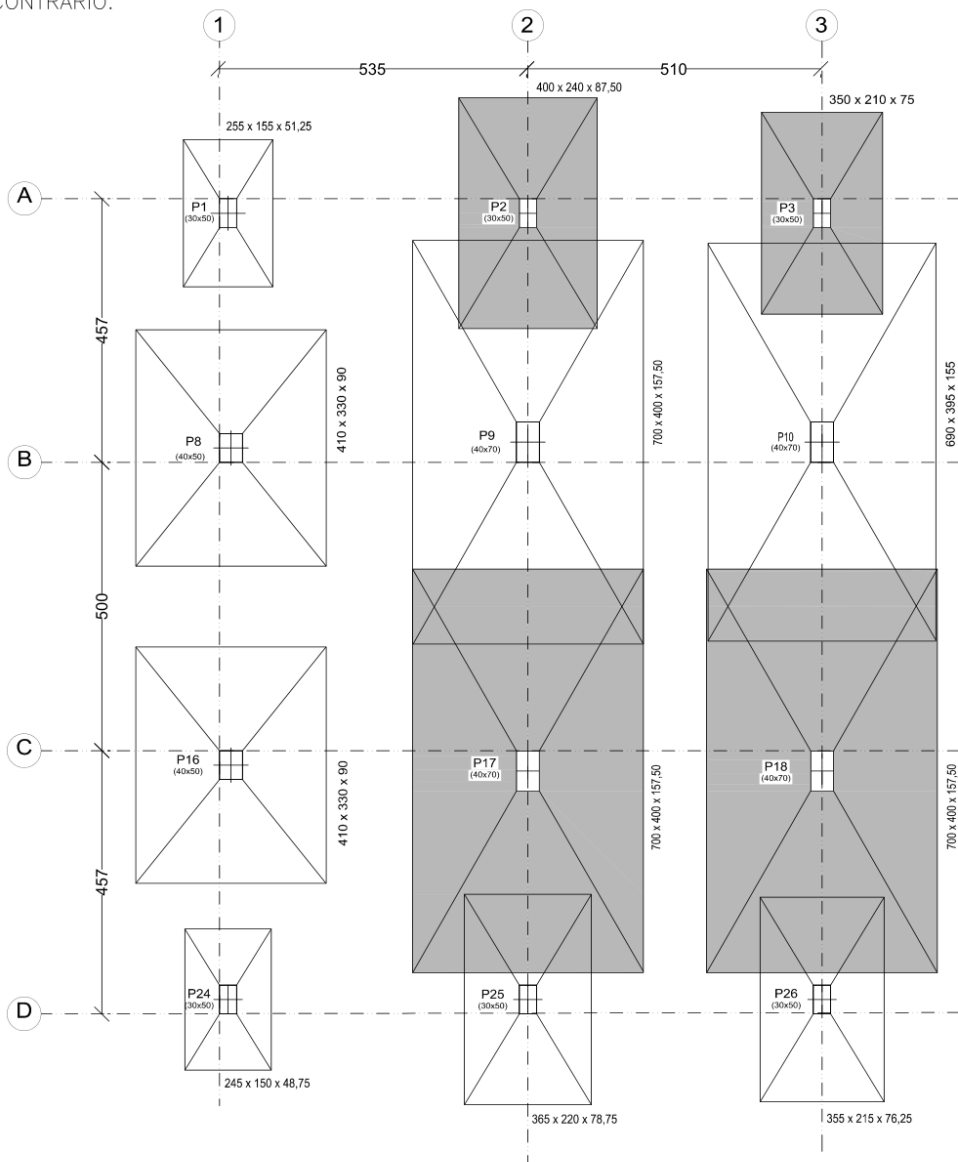 CONTRÁRIO.
1
2
3
535
510
400 x 240 x 87,50
350 x 210 x 75
255 x 155 x 51,25
A
P1
(30x50)
P2
(30x50)
P3
(30x50)
457
410 x 330 x 90
700 x 400 x 157,50
690 x 395 x 155
B
P8
(40x50)
P9
(40x70)
P10
(40x70)
500
C
P16
(40x50)
P17
(40x70)
P18
(40x70)
410 x 330 x 90
700 x 400 x 157,50
700 x 400 x 157,50
457
D
P24
(30x50)
P25
(30x50)
P26
(30x50)
245 x 150 x 48,75
365 x 220 x 78,75
355 x 215 x 76,25